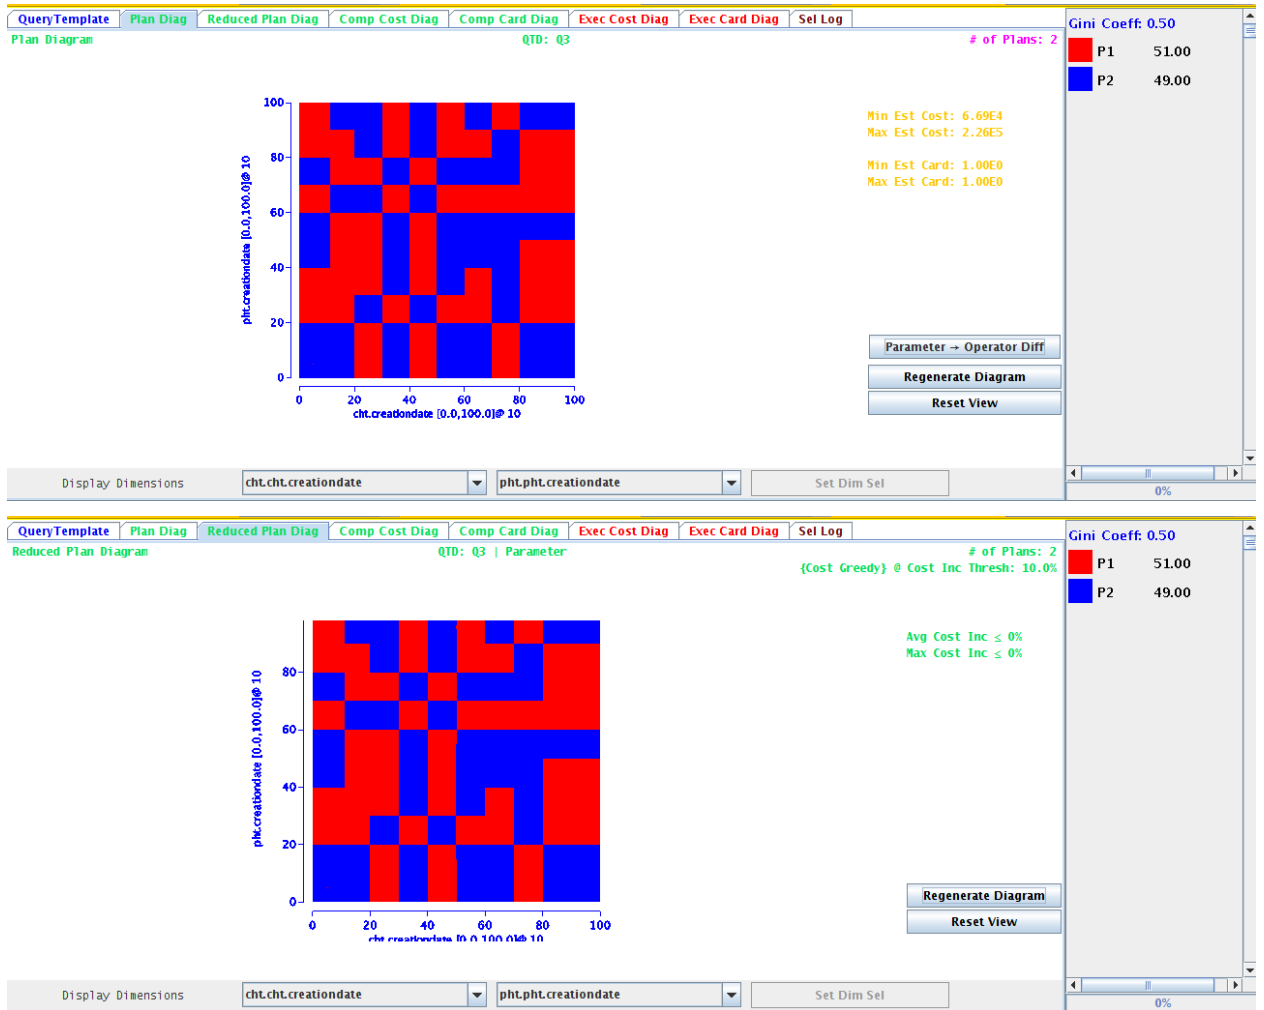 QueryTemplate Plan Diag Reduced Plan Diag Comp Cost Diag Comp Card Diag Exec Cost Diag Exec Card Diag Sel Log
Gini Coeff: 0.50
Plan Diagram QTD: Q3 # of Plans: 2
P1 51.00
P2 49.00
Min Est Cost: 6.69E4
Max Est Cost: 2.26E5
Min Est Card: 1.00E0
Max Est Card: 1.00E0
100
80
60
40
20
0
pht.creationdate [0.0,100.0]@ 10
0 20 40 60 80 100
cht.creationdate [0.0,100.0]@ 10
Parameter → Operator Diff
Regenerate Diagram
Reset View
Display Dimensions cht.cht.creationdate pht.pht.creationdate Set Dim Sel
0%
QueryTemplate Plan Diag Reduced Plan Diag Comp Cost Diag Comp Card Diag Exec Cost Diag Exec Card Diag Sel Log
Gini Coeff: 0.50
Reduced Plan Diagram QTD: Q3 | Parameter # of Plans: 2
{Cost Greedy} @ Cost Inc Thresh: 10.0%
P1 51.00
P2 49.00
Avg Cost Inc ≤ 0%
Max Cost Inc ≤ 0%
80
60
40
20
0
pht.creationdate [0.0,100.0]@ 10
0 20 40 60 80 100
cht.creationdate [0.0,100.0]@ 10
Regenerate Diagram
Reset View
Display Dimensions cht.cht.creationdate pht.pht.creationdate Set Dim Sel
0%